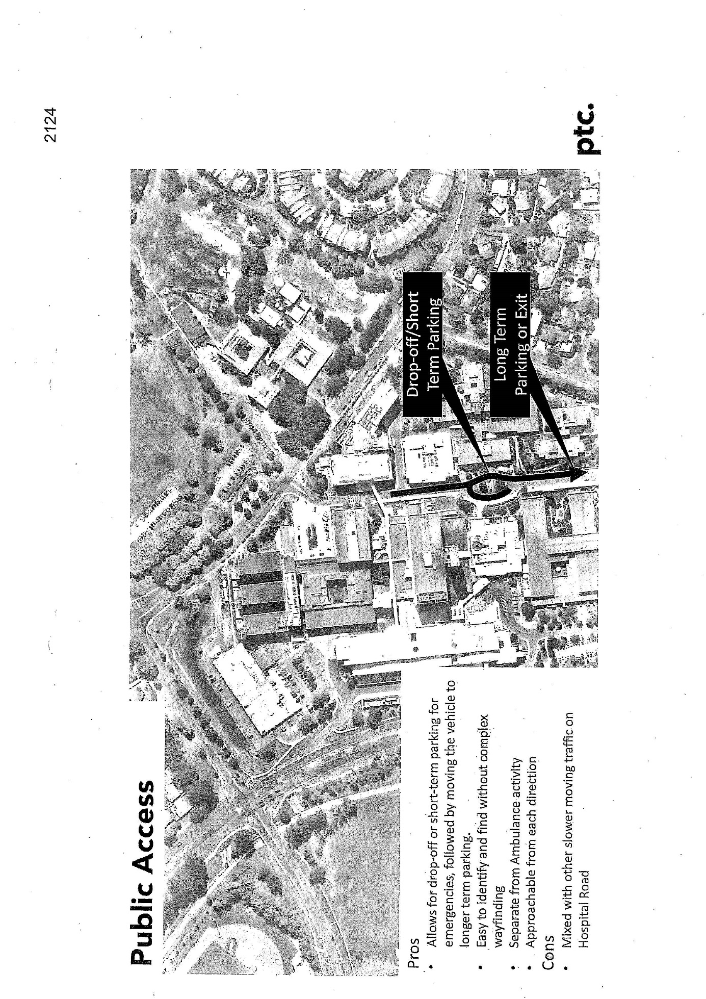 2124
Public Access
Drop-off/Short
Term Parking
Long Term
Parking or Exit
Pros
• Allows for drop-off or short-term parking for
emergencies, followed by moving the vehicle to
longer term parking.
• Easy to identify and find without complex
wayfinding
• Separate from Ambulance activity
• Approachable from each direction
Cons
• Mixed with other slower moving traffic on
Hospital Road
ptc.